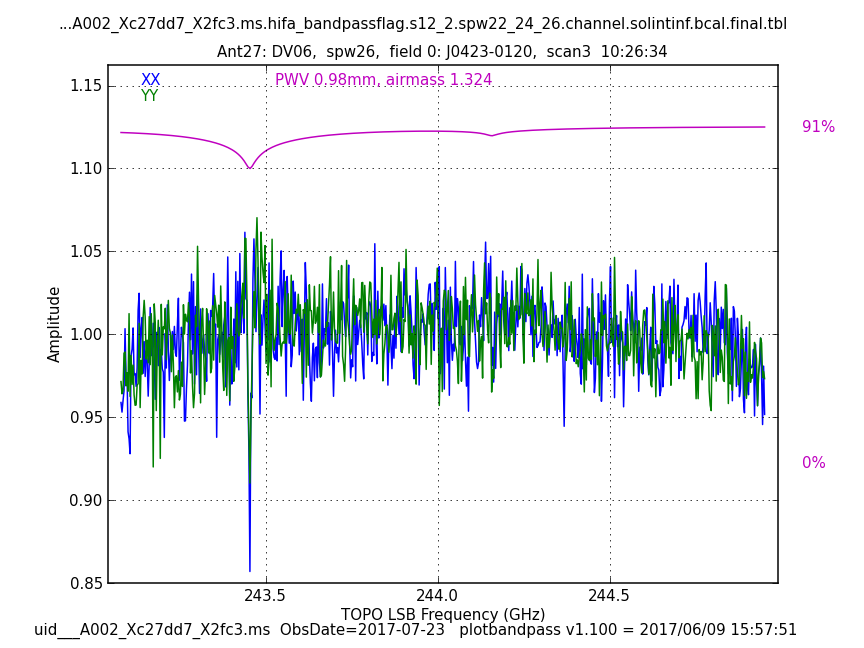 ...A002_Xc27dd7_X2fc3.ms.hifa_bandpassflag.s12_2.spw22_24_26.channel.solintinf.bcal.final.tbl
Ant27: DV06,  spw26,  field 0: J0423-0120,  scan3  10:26:34
XX
YY
PWV 0.98mm, airmass 1.324
91%
0%
1.15
1.10
1.05
1.00
0.95
0.90
0.85
Amplitude
243.5
244.0
244.5
TOPO LSB Frequency (GHz)
uid___A002_Xc27dd7_X2fc3.ms  ObsDate=2017-07-23   plotbandpass v1.100 = 2017/06/09 15:57:51